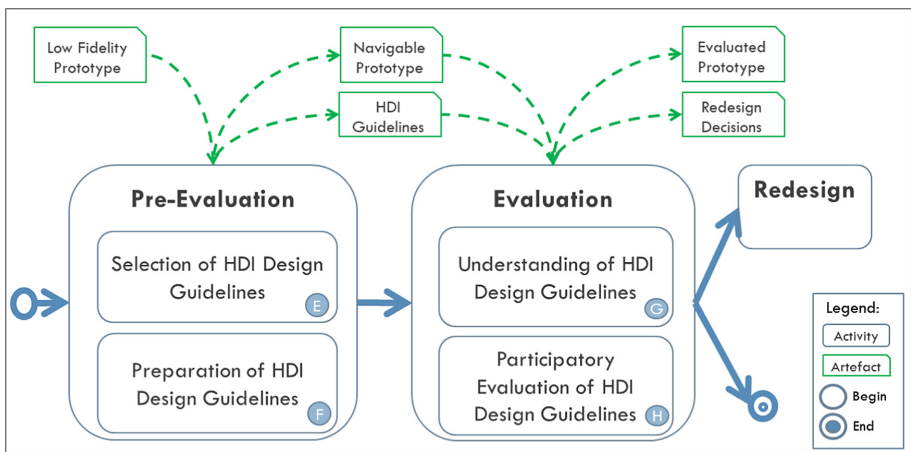 Low Fidelity
Prototype
Navigable
Prototype
Evaluated
Prototype
HDI
Guidelines
Redesign
Decisions
Pre-Evaluation
Selection of HDI Design
Guidelines
E
Preparation of HDI
Design Guidelines
F
Evaluation
Understanding of HDI
Design Guidelines
G
Participatory
Evaluation of HDI
Design Guidelines
H
Redesign
Legend:
Activity
Artefact
Begin
End